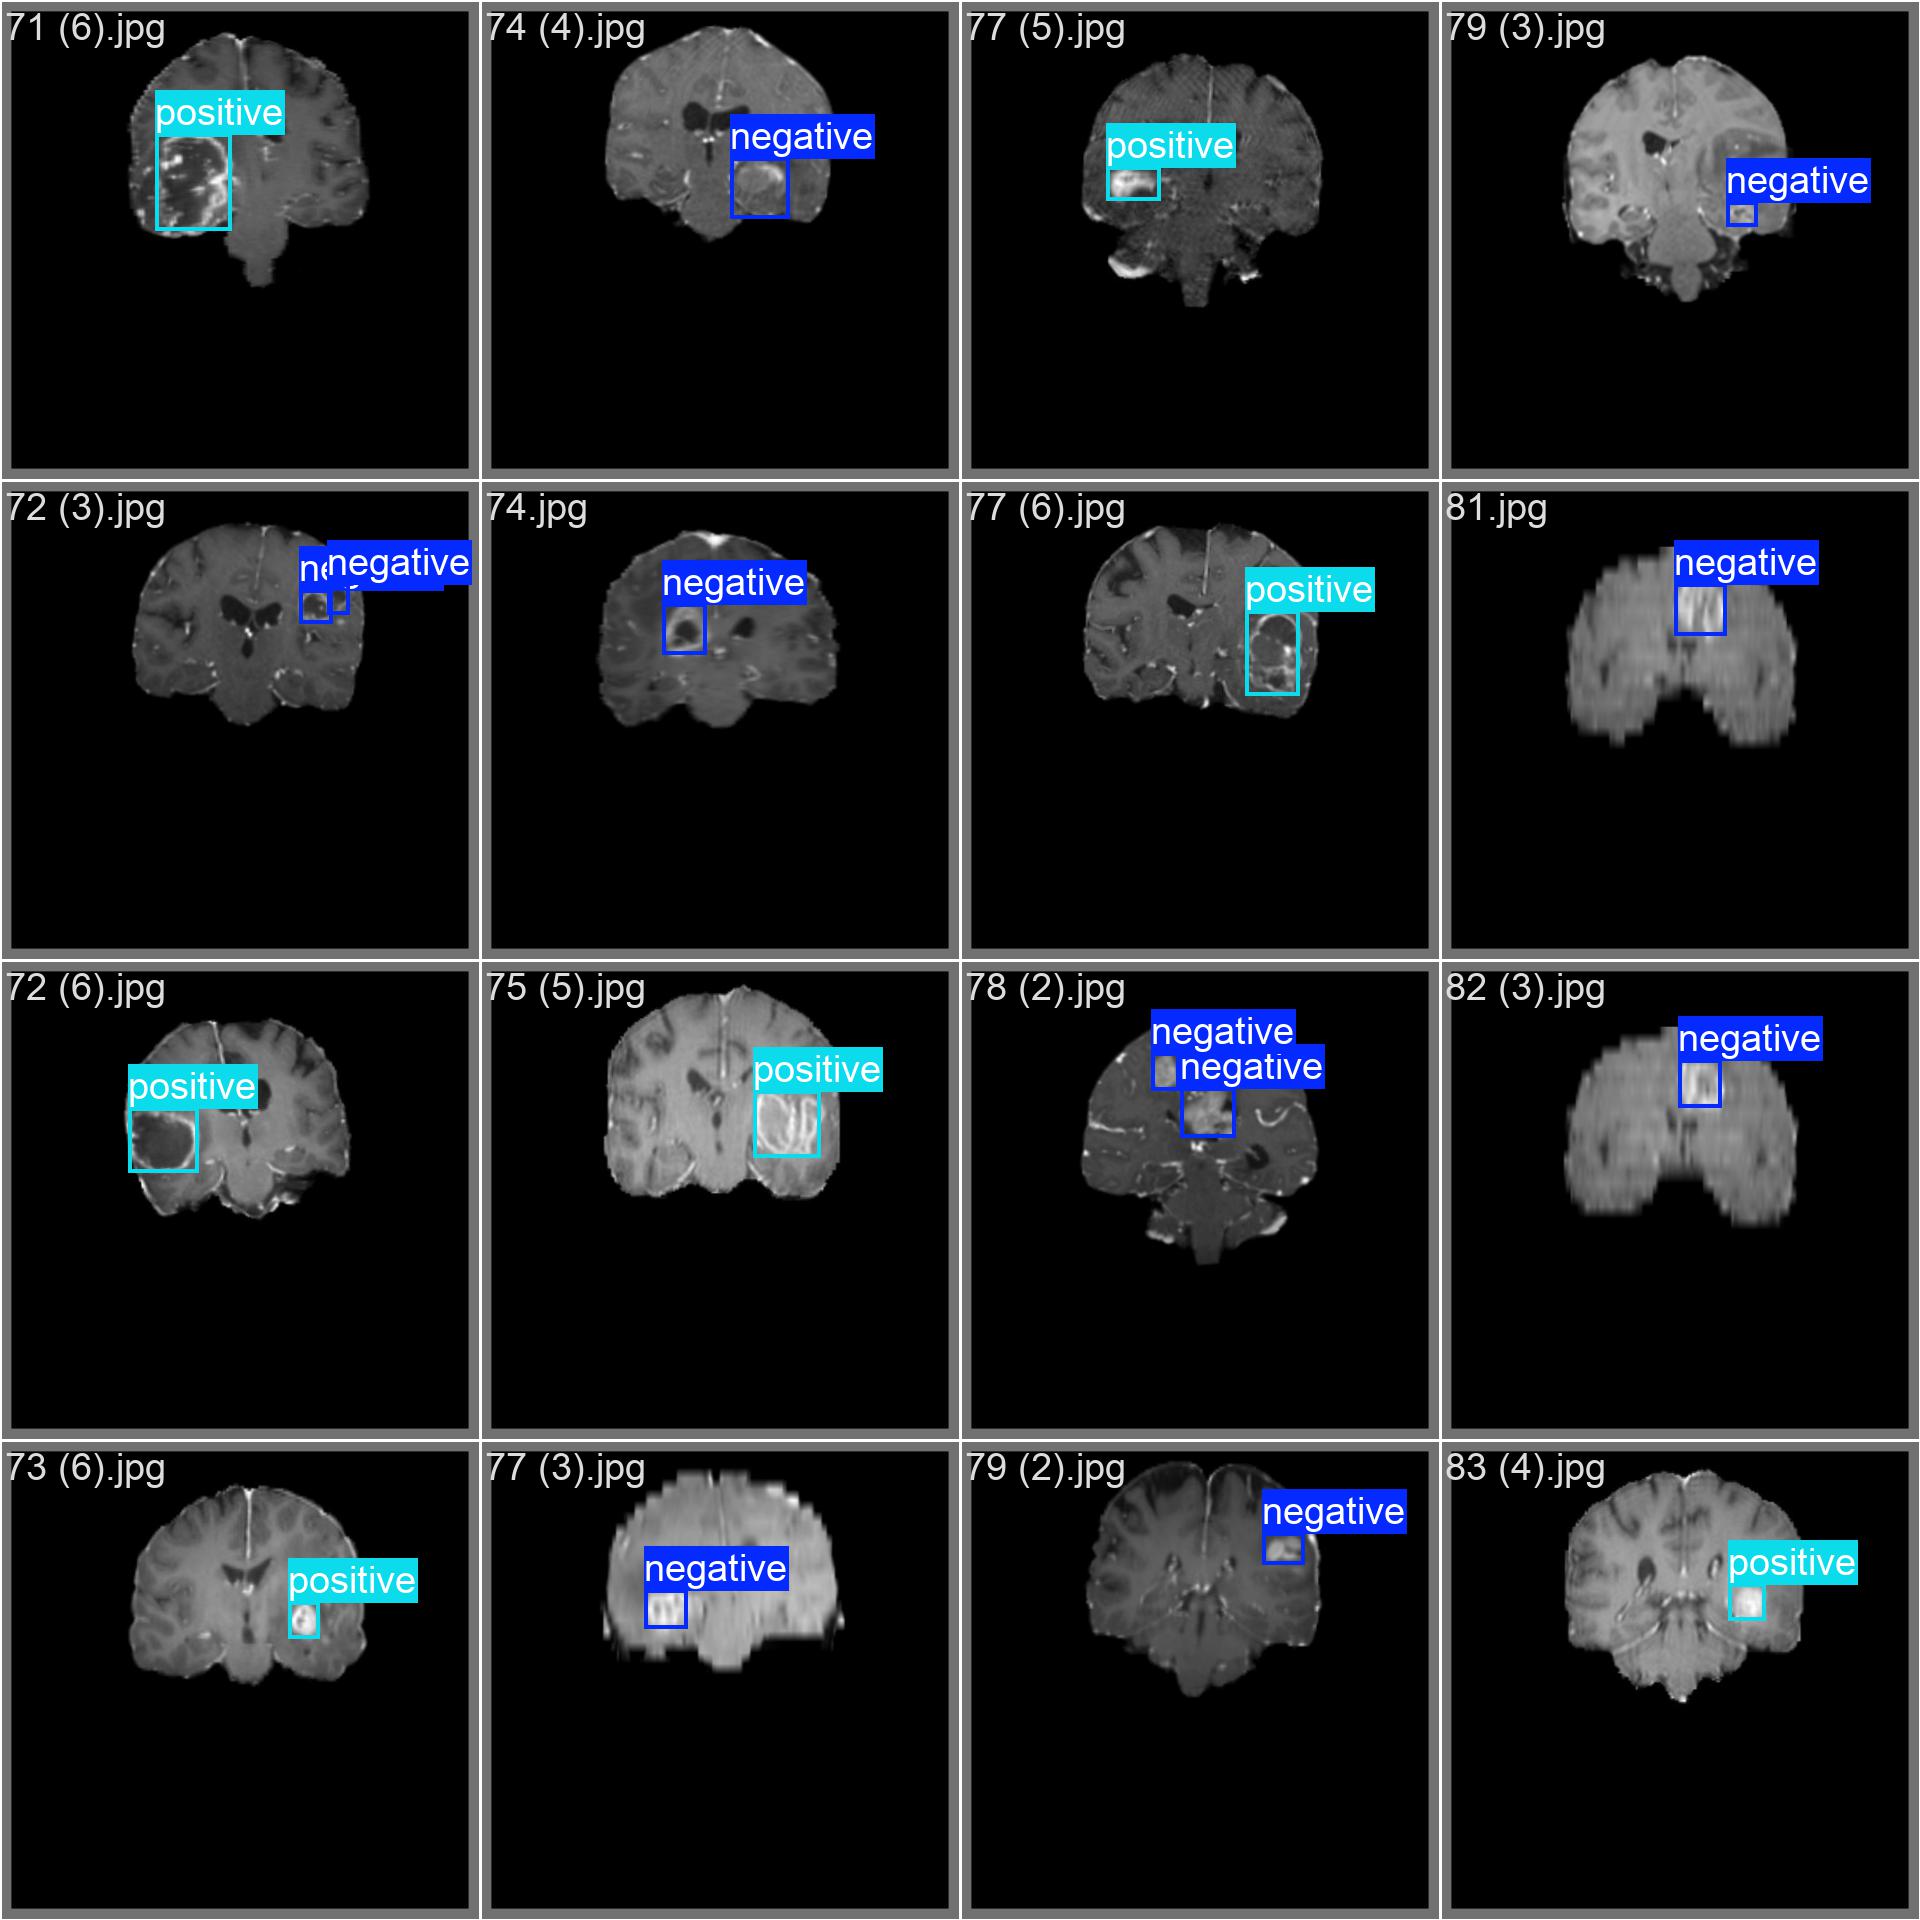 71 (6).jpg
positive
74 (4).jpg
negative
77 (5).jpg
positive
79 (3).jpg
negative
72 (3).jpg
negative
74.jpg
negative
77 (6).jpg
positive
81.jpg
negative
72 (6).jpg
positive
75 (5).jpg
positive
78 (2).jpg
negative
negative
82 (3).jpg
negative
73 (6).jpg
positive
77 (3).jpg
negative
79 (2).jpg
negative
83 (4).jpg
positive